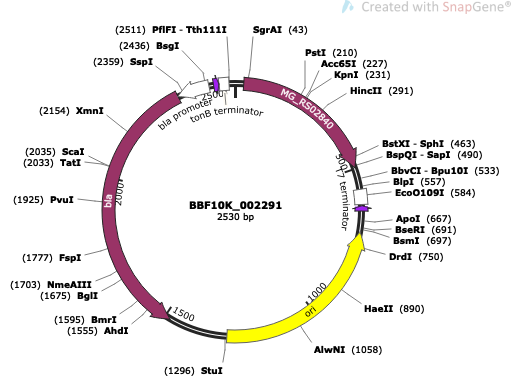 Created with SnapGene®
(2511) PflFI - Tth111I
(2436) BsgI
(2359) SspI
SgrAI (43)
PstI (210)
Acc65I (227)
KpnI (231)
HincII (291)
bla promoter
2500
tonB terminator
MG_RS02840
(2154) XmnI
(2035) ScaI
(2033) TatI
BstXI - SphI (463)
BspQI - SapI (490)
BbvCI - Bpu10I (533)
BlpI (557)
EcoO109I (584)
500
T7 terminator
(1925) PvuI
bla
2000
BBF10K_002291
2530 bp
ApoI (667)
BseRI (691)
BsmI (697)
DrdI (750)
(1777) FspI
(1703) NmeAIII
(1675) BglI
(1595) BmrI
(1555) AhdI
1500
1000
ori
HaeII (890)
AlwNI (1058)
(1296) StuI